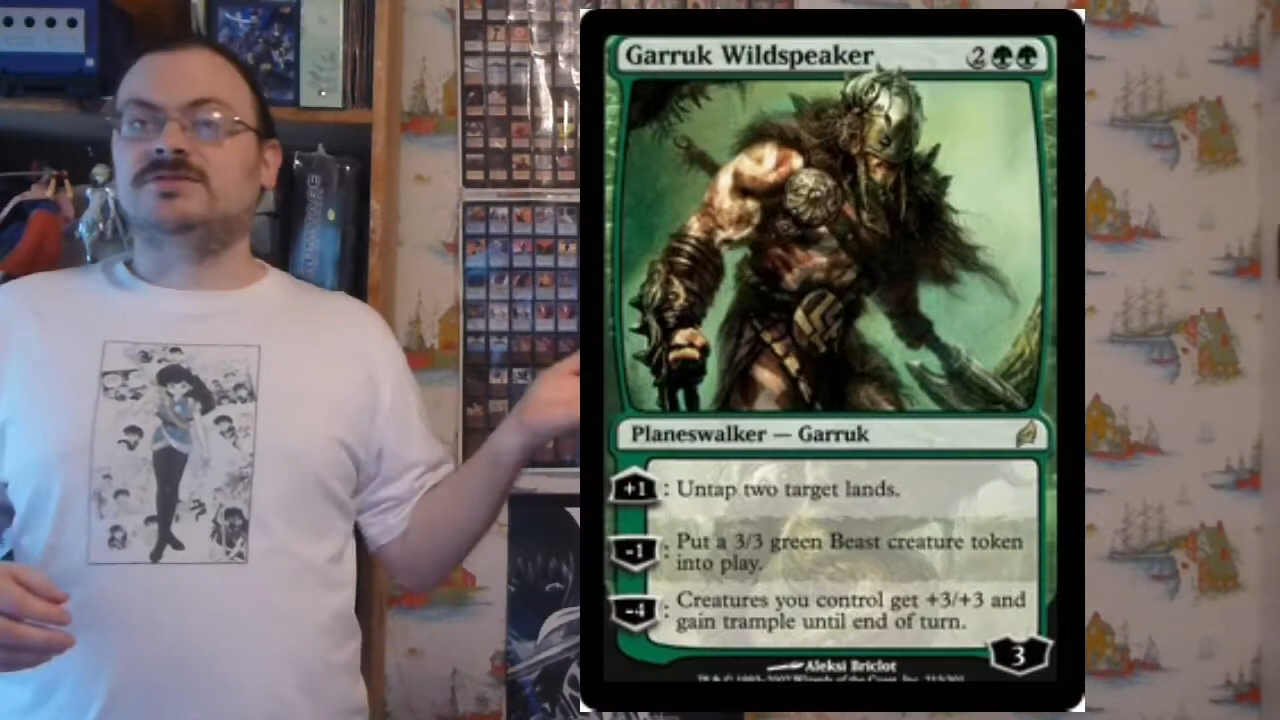 Garruk Wildspeaker 2
Planeswalker — Garruk
+1 : Untap two target lands.
-1 : Put a 3/3 green Beast creature token
into play.
-4 : Creatures you control get +3/+3 and
gain trample until end of turn.
3
Aleksi Briclot